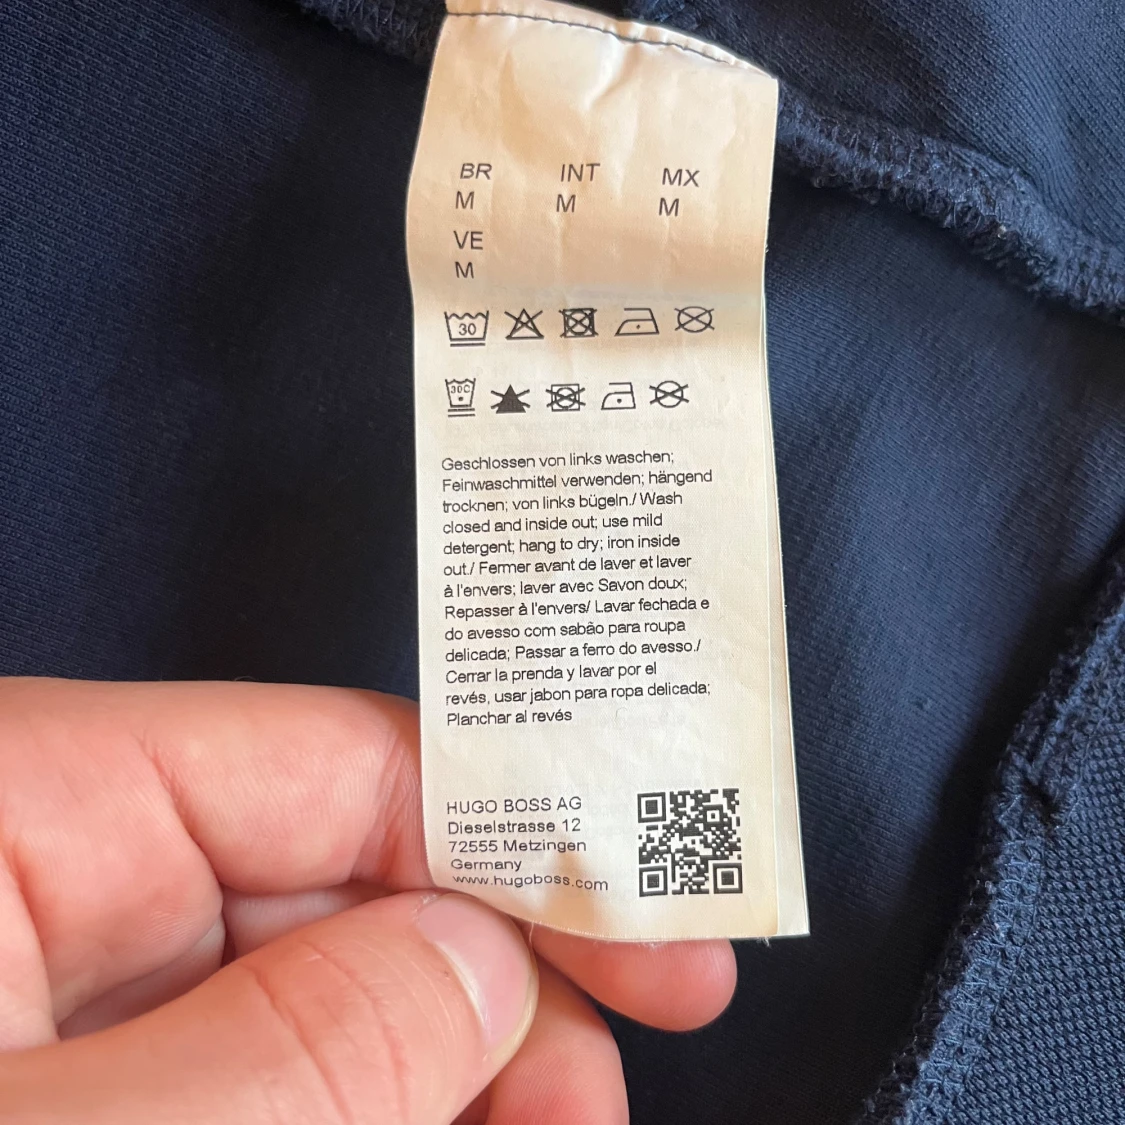 BR INT MX
M M M
VE
M
30
30C
Geschlossen von links waschen;
Feinwaschmittel verwenden; hängend
trocknen; von links bügeln./ Wash
closed and inside out; use mild
detergent; hang to dry; iron inside
out./ Fermer avant de laver et laver
à l'envers; laver avec Savon doux;
Repasser à l'envers/ Lavar fechada e
do avesso com sabão para roupa
delicada; Passar a ferro do avesso./
Cerrar la prenda y lavar por el
revés, usar jabon para ropa delicada;
Planchar al revés
HUGO BOSS AG
Dieselstrasse 12
72555 Metzingen
Germany
www.hugoboss.com